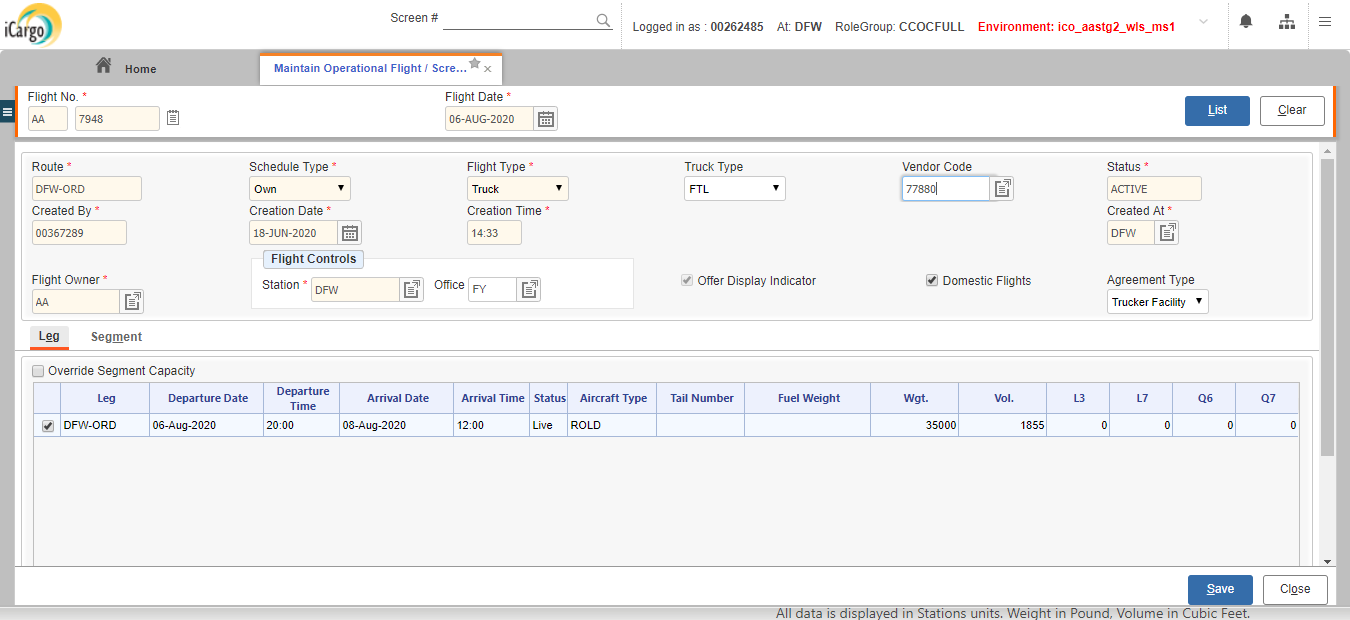 iCargo
Screen #
Logged in as : 00262485 At: DFW RoleGroup: CCOCFULL Environment: ico_aastg2_wls_ms1
Home
Maintain Operational Flight / Scre... ×
Flight No. * Flight Date *
AA 7948 06-AUG-2020 List Clear
Route * Schedule Type * Flight Type * Truck Type Vendor Code Status *
DFW-ORD Own Truck FTL 77880 ACTIVE
Created By * Creation Date * Creation Time * Created At *
00367289 18-JUN-2020 14:33 DFW
Flight Controls
Flight Owner * Station * DFW Office FY Offer Display Indicator Domestic Flights Agreement Type
AA Trucker Facility
Leg Segment
Override Segment Capacity
Leg Departure Date Departure Time Arrival Date Arrival Time Status Aircraft Type Tail Number Fuel Weight Wgt. Vol. L3 L7 Q6 Q7
DFW-ORD 06-Aug-2020 20:00 08-Aug-2020 12:00 Live ROLD 35000 1855 0 0 0 0
Save Close
All data is displayed in Stations units. Weight in Pound, Volume in Cubic Feet.